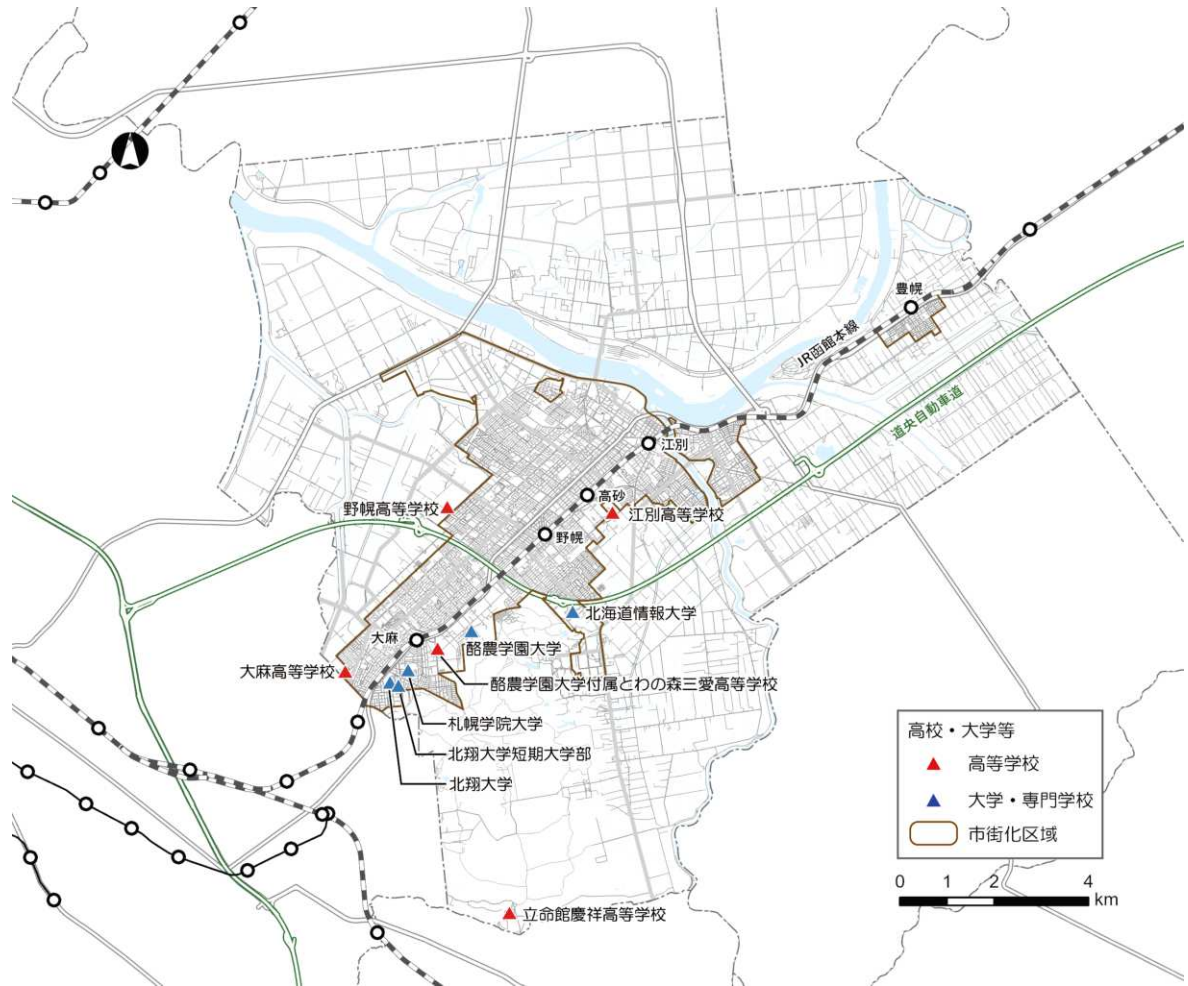 豊幌
JR函館本線
道央自動車道
江別
高砂
野幌高等学校
江別高等学校
野幌
北海道情報大学
大麻
酪農学園大学
大麻高等学校
酪農学園大学付属とわの森三愛高等学校
札幌学院大学
北翔大学短期大学部
北翔大学
立命館慶祥高等学校
高校・大学等
高等学校
大学・専門学校
市街化区域
0 1 2 4 km